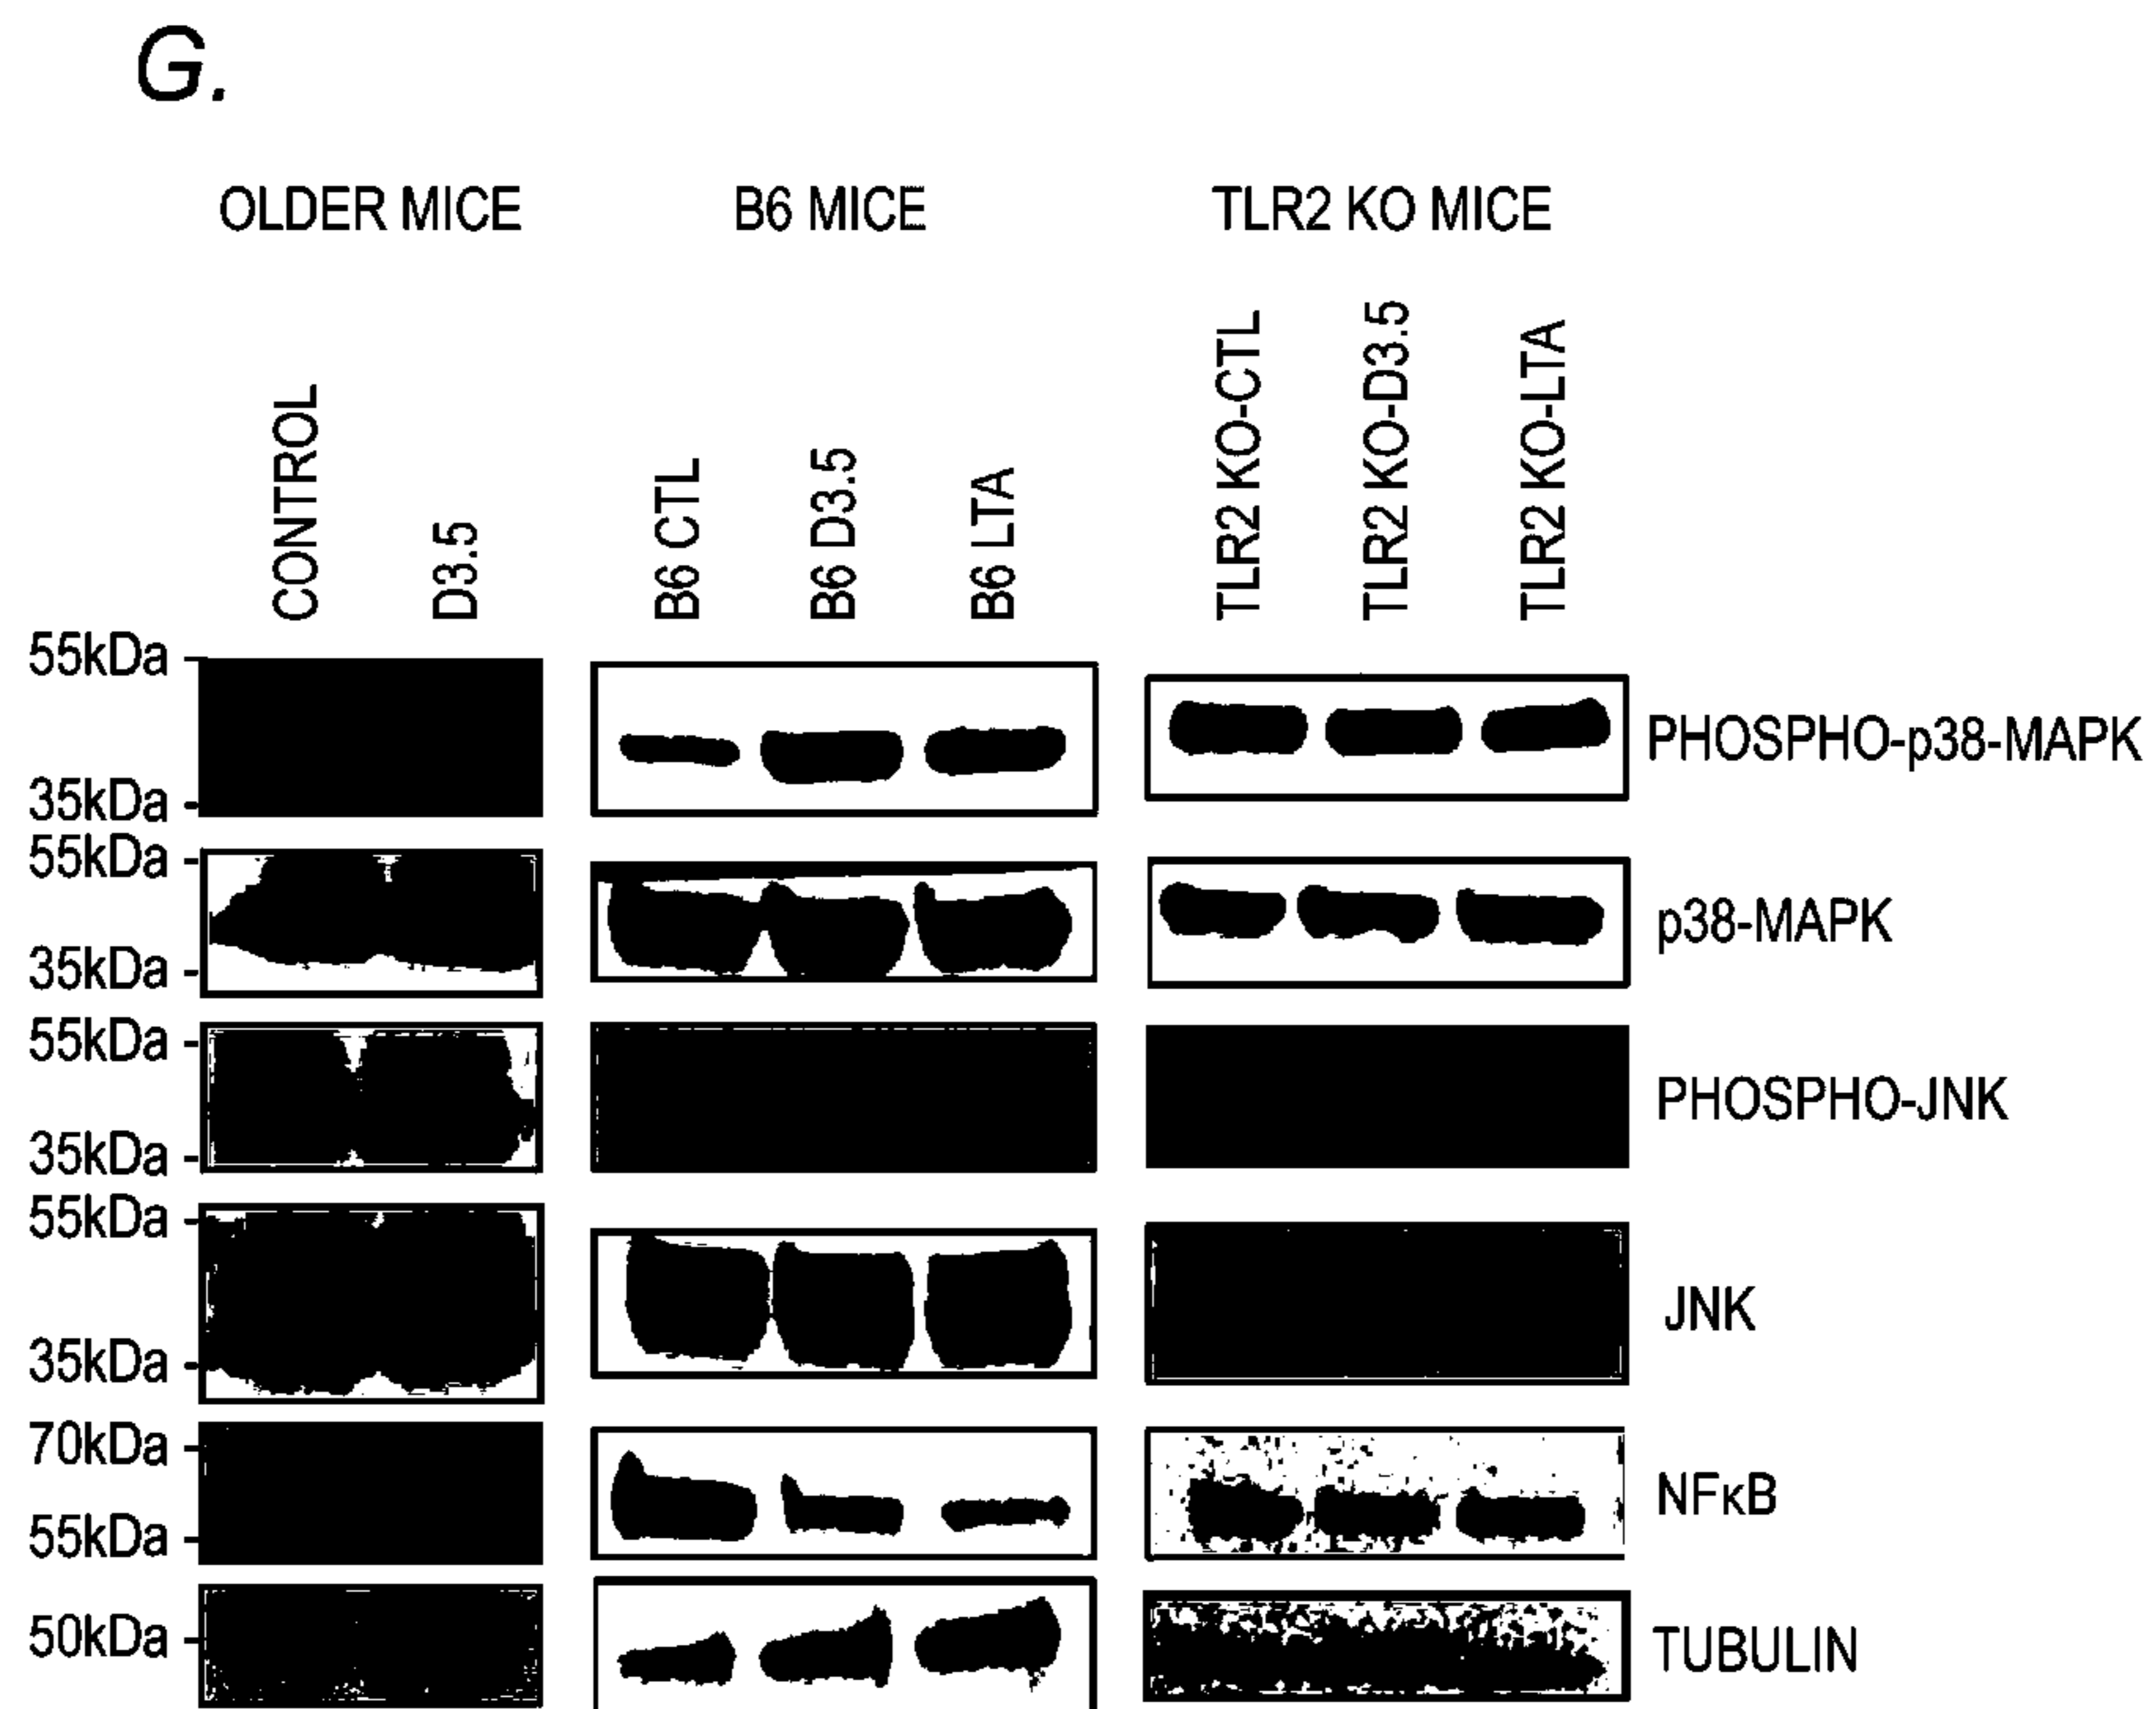 G.
OLDER MICE
B6 MICE
TLR2 KO MICE
CONTROL
D3.5
B6 CTL
B6 D3.5
B6 LTA
TLR2 KO-CTL
TLR2 KO-D3.5
TLR2 KO-LTA
55kDa
35kDa
PHOSPHO-p38-MAPK
55kDa
35kDa
p38-MAPK
55kDa
35kDa
PHOSPHO-JNK
55kDa
35kDa
JNK
70kDa
55kDa
NFκB
50kDa
TUBULIN